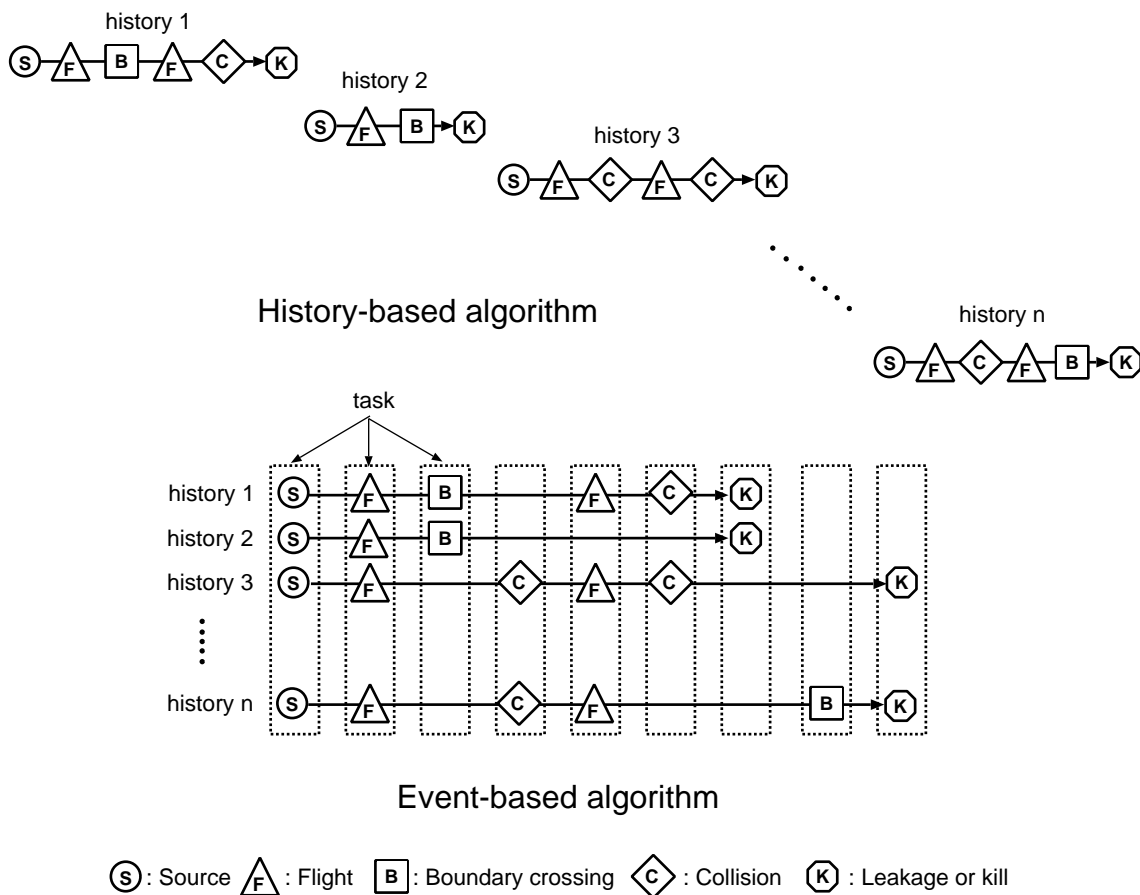 history 1
S F B F C K
history 2
S F B K
history 3
S F C F C K
History-based algorithm
history n
S F C F B K
task
history 1 S F B F C K
history 2 S F B K
history 3 S F C F C K
history n S F C F B K
Event-based algorithm
S : Source F : Flight B : Boundary crossing C : Collision K : Leakage or kill